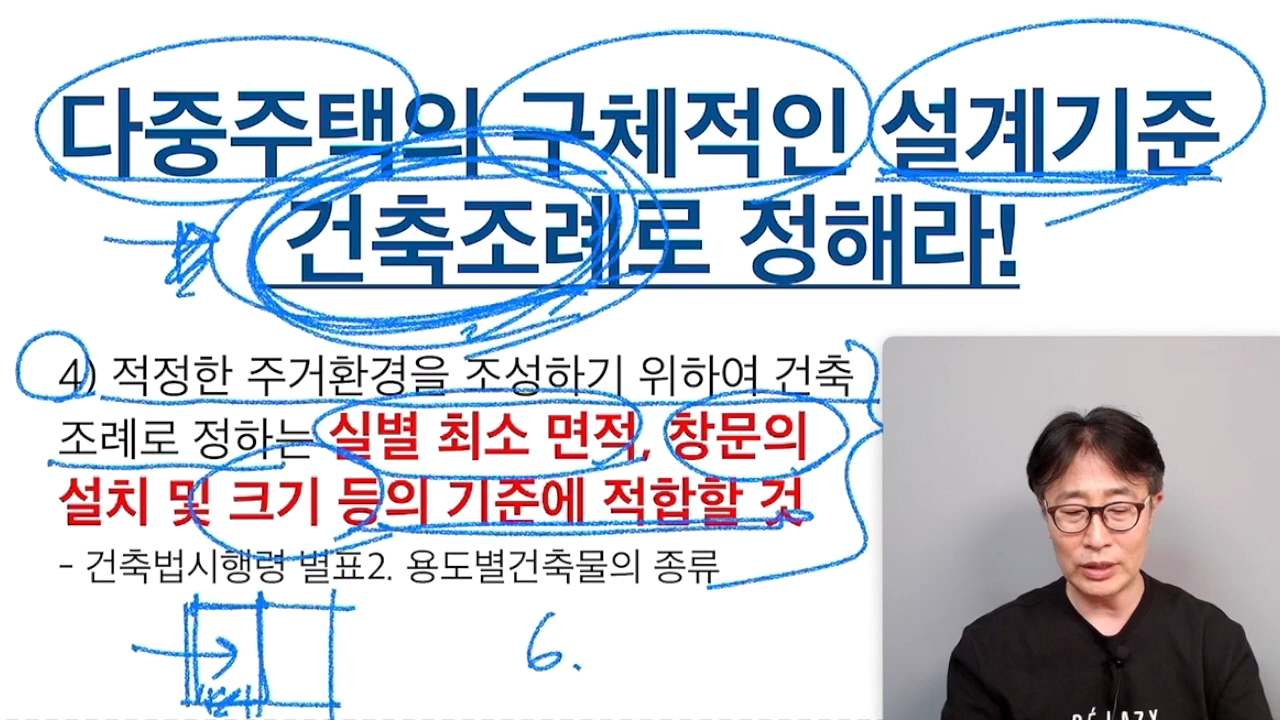 다중주택의 구체적인 설계기준
건축조례로 정해라!
4) 적정한 주거환경을 조성하기 위하여 건축
조례로 정하는 실별 최소 면적, 창문의
설치 및 크기 등의 기준에 적합할 것
- 건축법시행령 별표2. 용도별건축물의 종류
6.